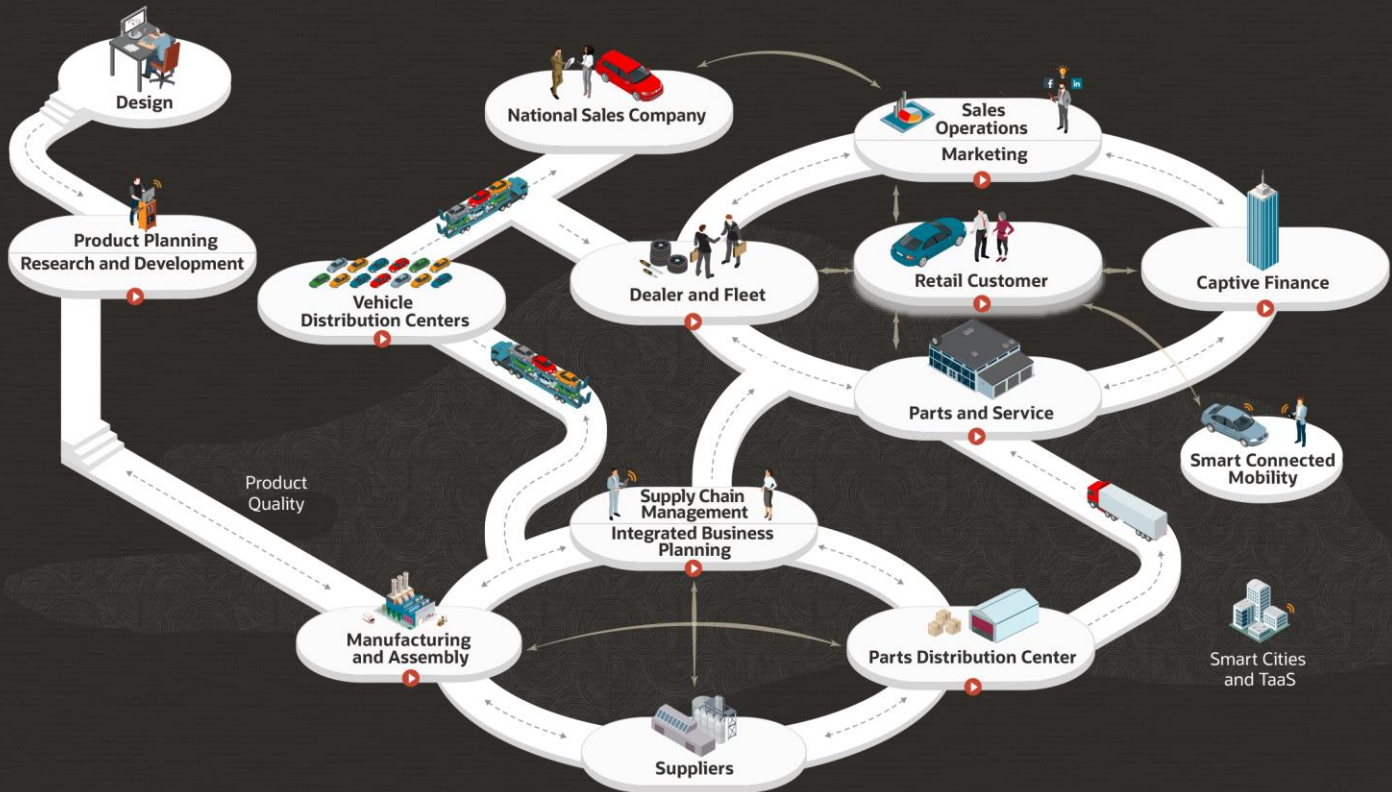 Design
National Sales Company
Sales
Operations
Marketing
Product Planning
Research and Development
Vehicle
Distribution Centers
Dealer and Fleet
Retail Customer
Captive Finance
Parts and Service
Smart Connected
Mobility
Product
Quality
Supply Chain
Management
Integrated Business
Planning
Manufacturing
and Assembly
Parts Distribution Center
Smart Cities
and TaaS
Suppliers
f
in